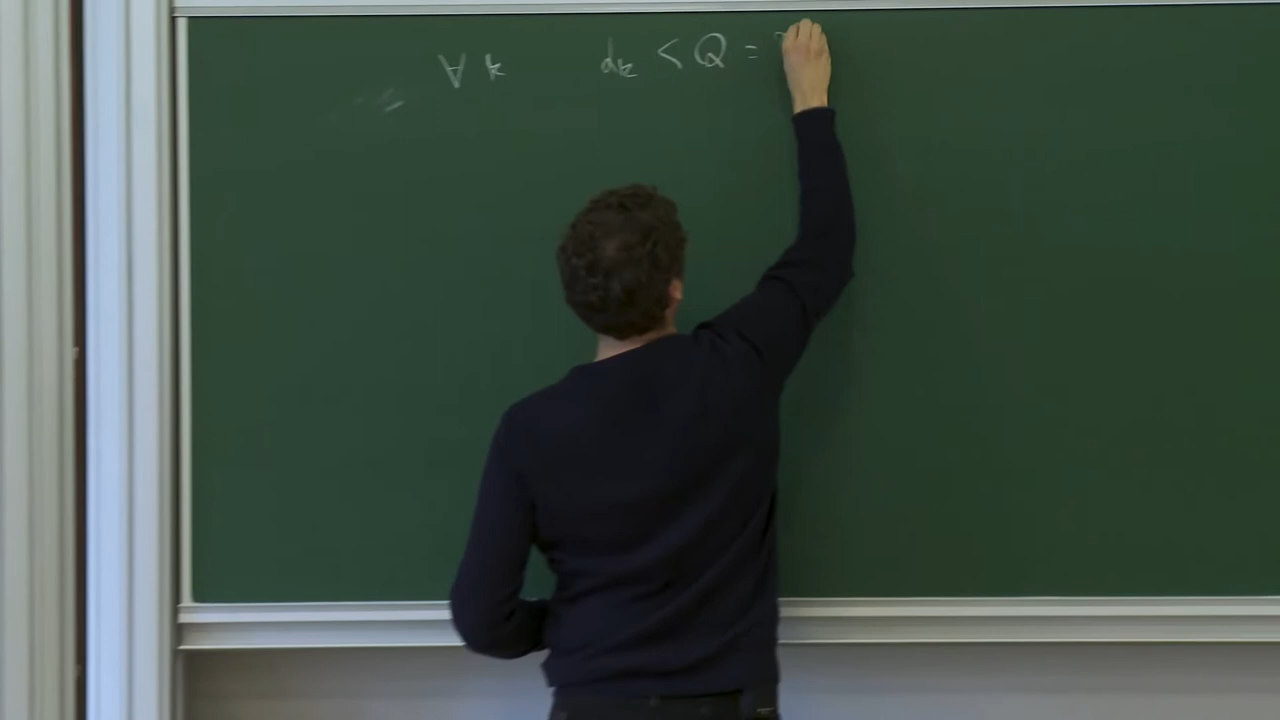 ∀ k d_k < Q =